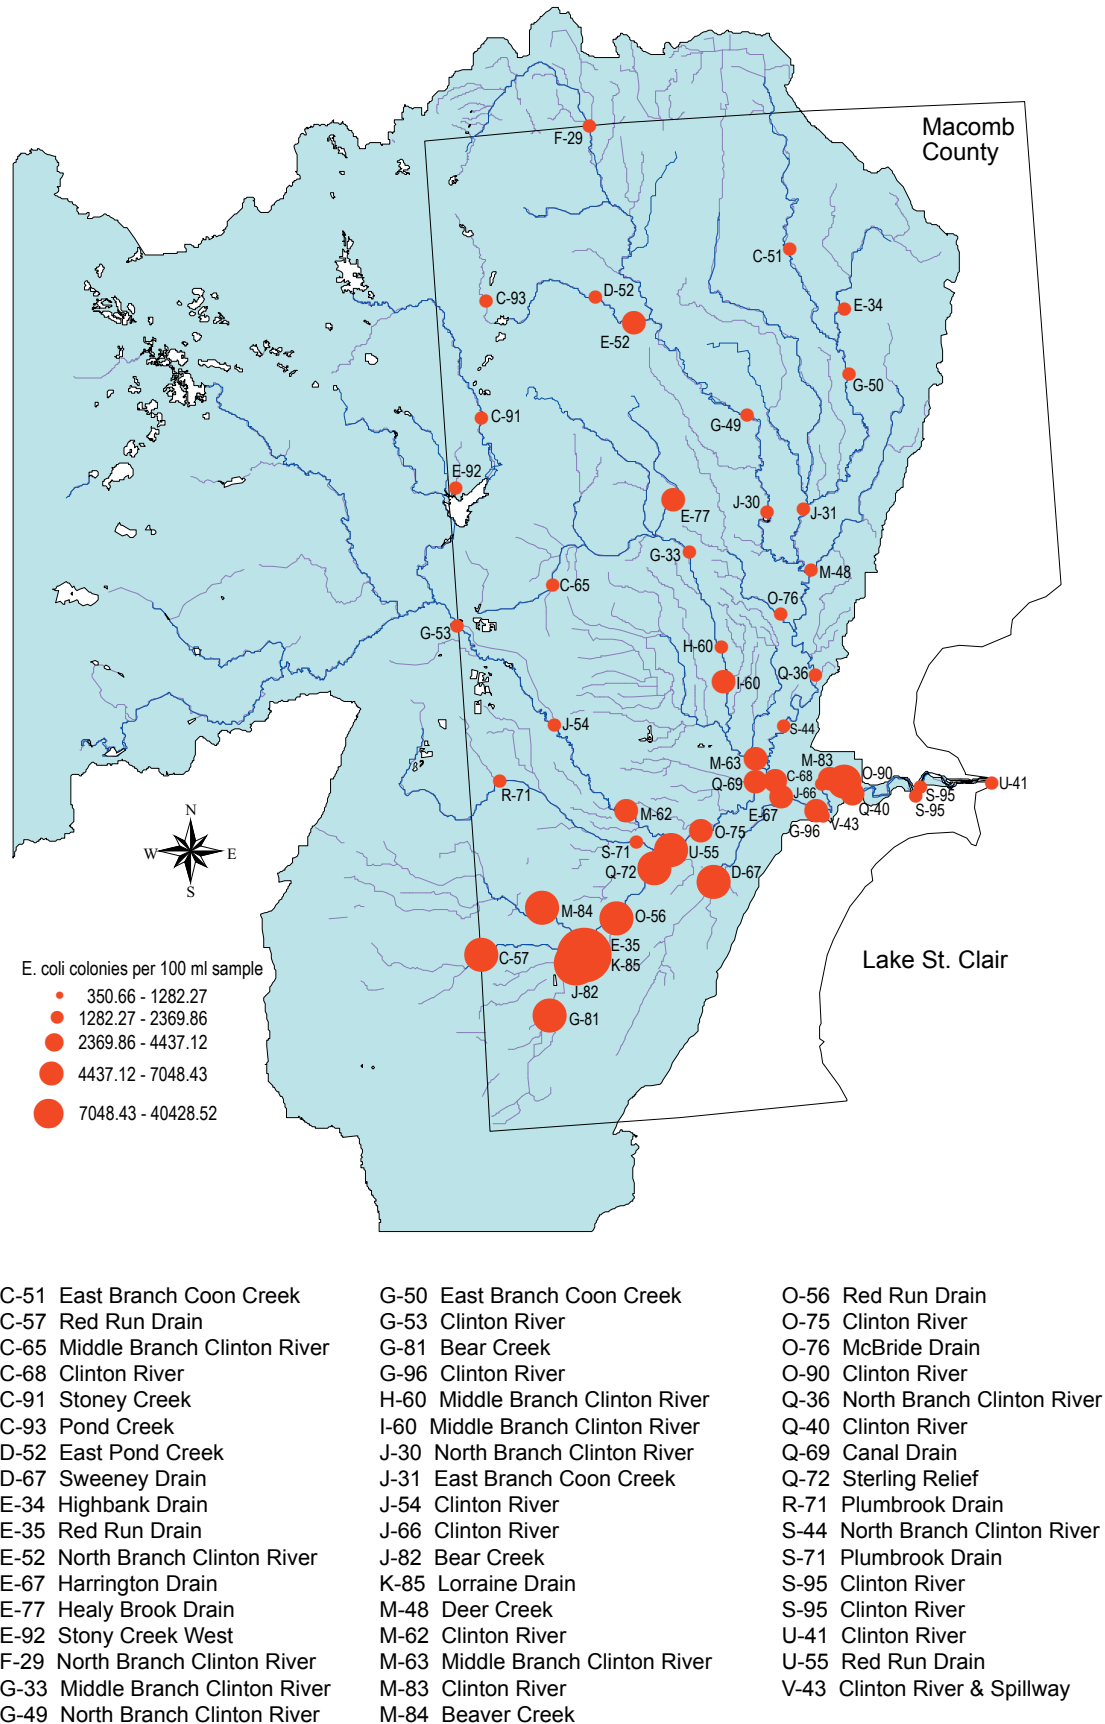 Macomb
County
F-29
C-51
C-93
D-52
E-34
E-52
G-50
C-91
G-49
E-92
E-77
J-30
J-31
G-33
M-48
C-65
O-76
G-53
H-60
Q-36
I-60
J-54
S-44
M-63
M-83
O-90
C-68
R-71
Q-69
J-66
U-41
S-95
S-95
Q-40
M-62
E-67
V-43
G-96
O-75
S-71
U-55
Q-72
D-67
M-84
O-56
E-35
C-57
K-85
J-82
G-81
N
W
E
S
Lake St. Clair
E. coli colonies per 100 ml sample
350.66 - 1282.27
1282.27 - 2369.86
2369.86 - 4437.12
4437.12 - 7048.43
7048.43 - 40428.52
C-51 East Branch Coon Creek
C-57 Red Run Drain
C-65 Middle Branch Clinton River
C-68 Clinton River
C-91 Stoney Creek
C-93 Pond Creek
D-52 East Pond Creek
D-67 Sweeney Drain
E-34 Highbank Drain
E-35 Red Run Drain
E-52 North Branch Clinton River
E-67 Harrington Drain
E-77 Healy Brook Drain
E-92 Stony Creek West
F-29 North Branch Clinton River
G-33 Middle Branch Clinton River
G-49 North Branch Clinton River
G-50 East Branch Coon Creek
G-53 Clinton River
G-81 Bear Creek
G-96 Clinton River
H-60 Middle Branch Clinton River
I-60 Middle Branch Clinton River
J-30 North Branch Clinton River
J-31 East Branch Coon Creek
J-54 Clinton River
J-66 Clinton River
J-82 Bear Creek
K-85 Lorraine Drain
M-48 Deer Creek
M-62 Clinton River
M-63 Middle Branch Clinton River
M-83 Clinton River
M-84 Beaver Creek
O-56 Red Run Drain
O-75 Clinton River
O-76 McBride Drain
O-90 Clinton River
Q-36 North Branch Clinton River
Q-40 Clinton River
Q-69 Canal Drain
Q-72 Sterling Relief
R-71 Plumbrook Drain
S-44 North Branch Clinton River
S-71 Plumbrook Drain
S-95 Clinton River
S-95 Clinton River
U-41 Clinton River
U-55 Red Run Drain
V-43 Clinton River & Spillway